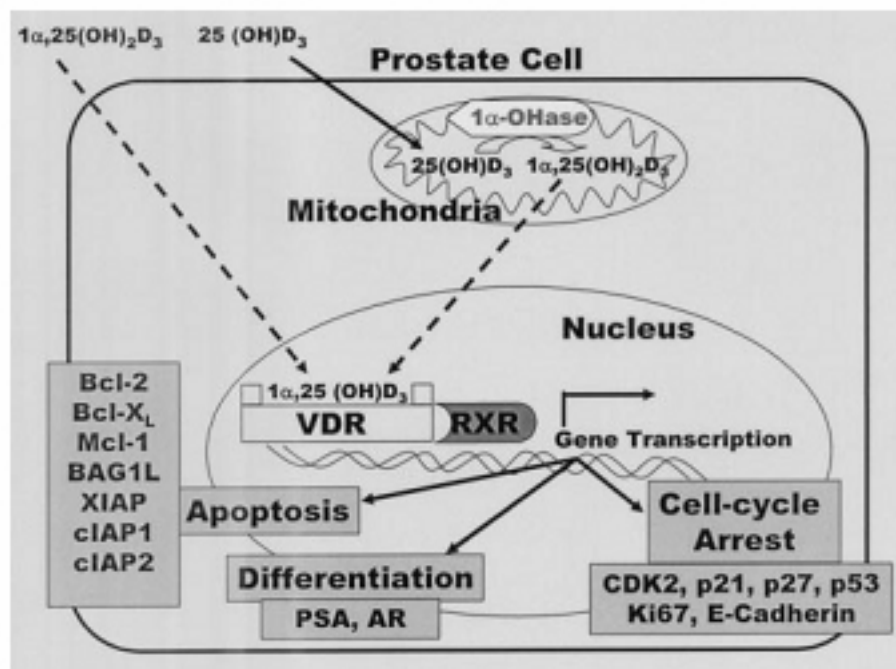 1α,25(OH)₂D₃ 25 (OH)D₃
Prostate Cell
1α-OHase
25(OH)D₃ 1α,25(OH)₂D₃
Mitochondria
Nucleus
1α,25 (OH)D₃
VDR RXR
Gene Transcription
Bcl-2
Bcl-X_L
Mcl-1
BAG1L
XIAP
cIAP1
cIAP2
Apoptosis
Differentiation
PSA, AR
Cell-cycle
Arrest
CDK2, p21, p27, p53
Ki67, E-Cadherin